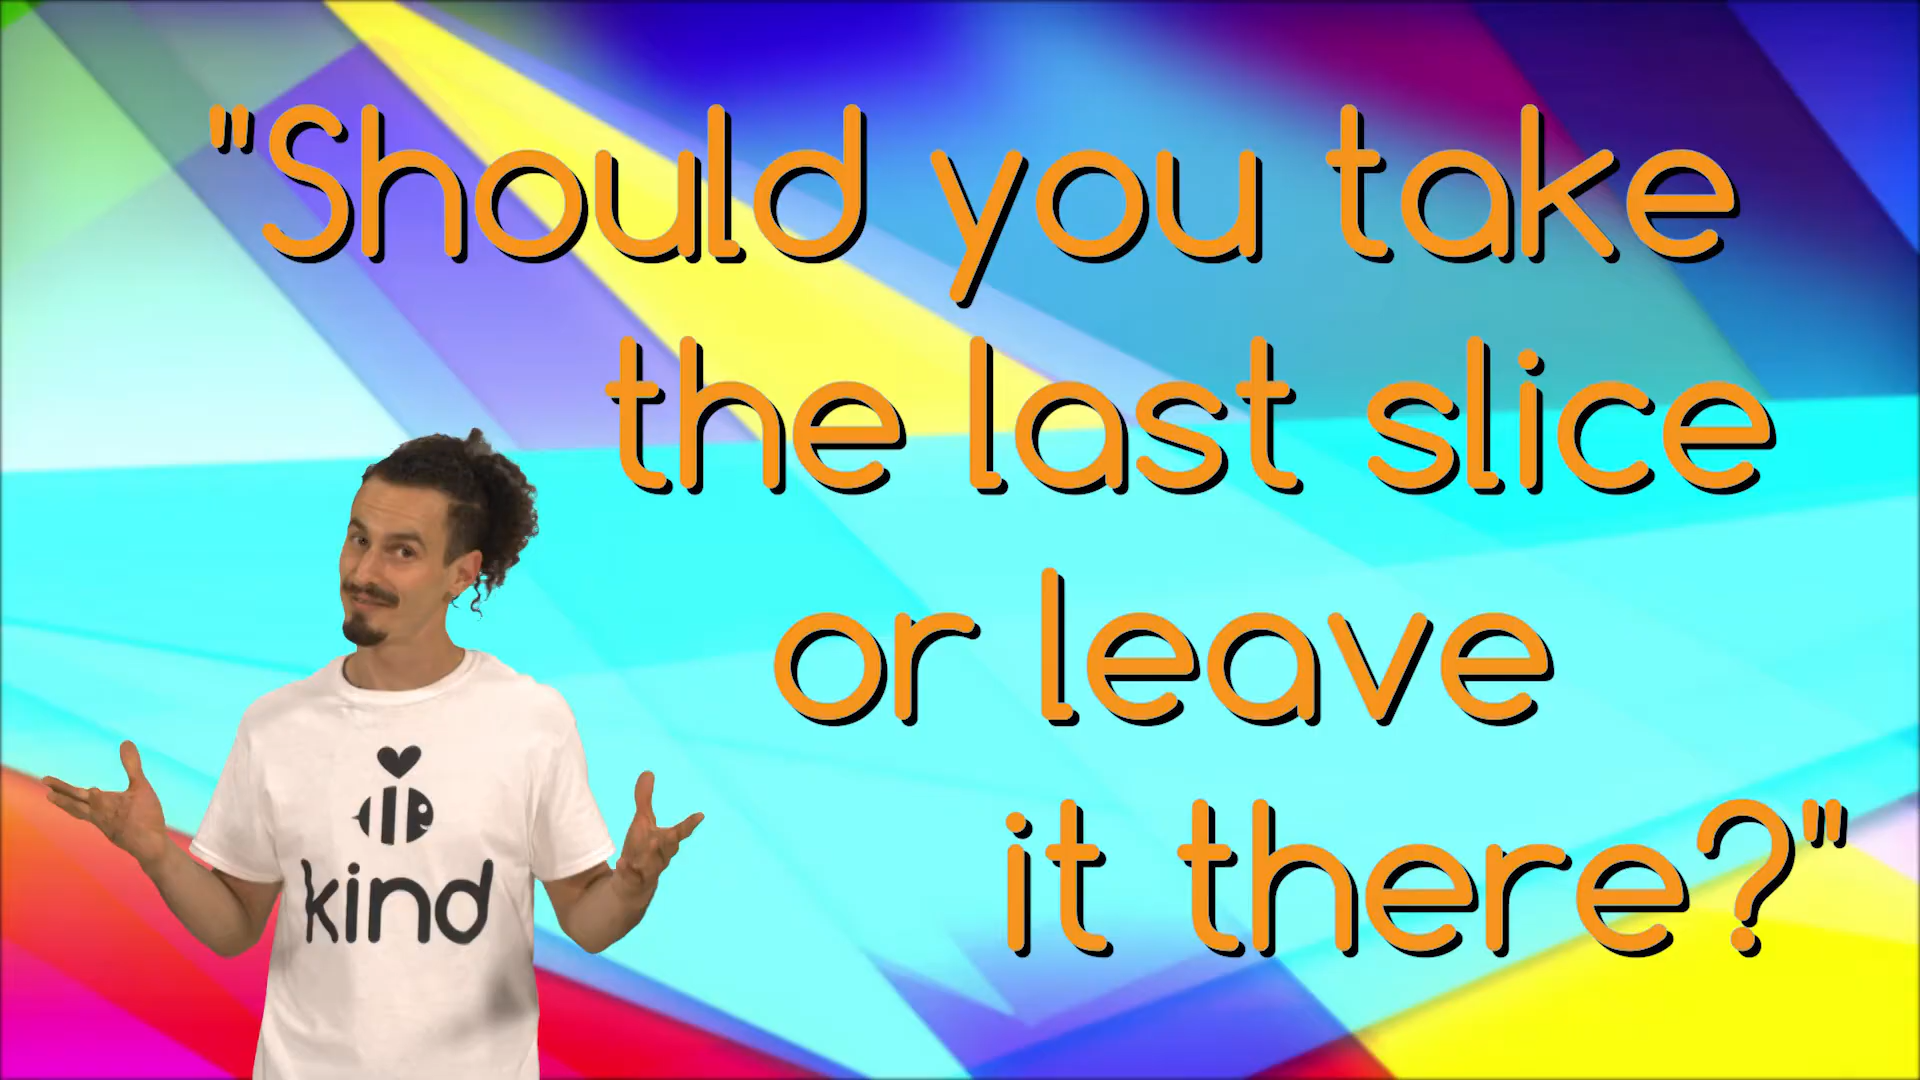 "Should you take
the last slice
or leave
it there?"
kind